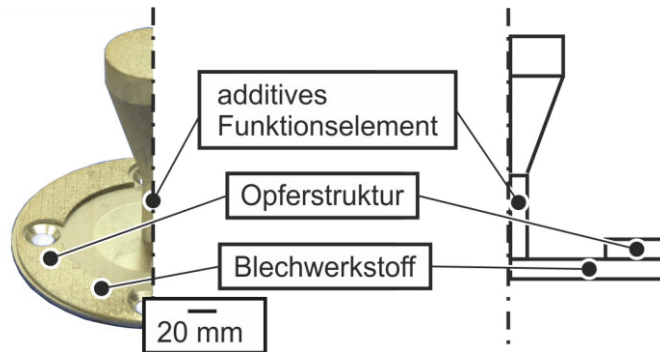 additives
Funktionselement
Opferstruktur
Blechwerkstoff
20 mm